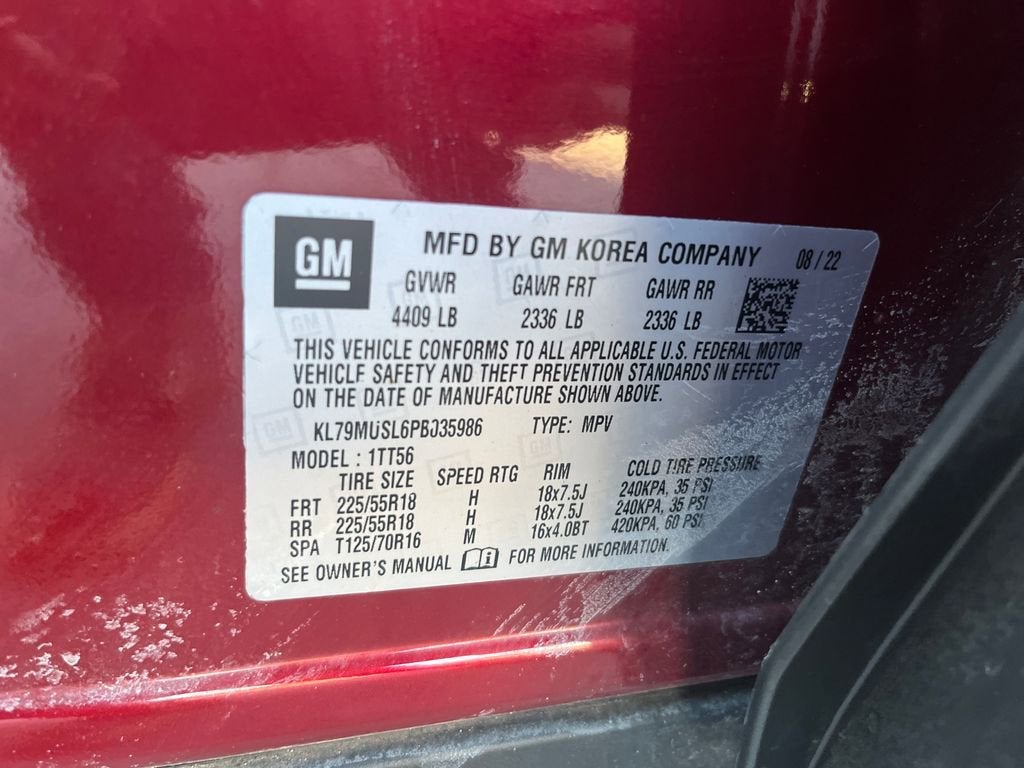 GM MFD BY GM KOREA COMPANY 08/22
GVWR GAWR FRT GAWR RR
4409 LB 2336 LB 2336 LB
THIS VEHICLE CONFORMS TO ALL APPLICABLE U.S. FEDERAL MOTOR
VEHICLE SAFETY AND THEFT PREVENTION STANDARDS IN EFFECT
ON THE DATE OF MANUFACTURE SHOWN ABOVE.
KL79MUSL6PB035986 TYPE: MPV
MODEL : 1TT56
TIRE SIZE SPEED RTG RIM COLD TIRE PRESSURE
FRT 225/55R18 H 18x7.5J 240KPA, 35 PSI
RR 225/55R18 H 18x7.5J 240KPA, 35 PSI
SPA T125/70R16 M 16x4.0BT 420KPA, 60 PSI
SEE OWNER'S MANUAL FOR MORE INFORMATION.